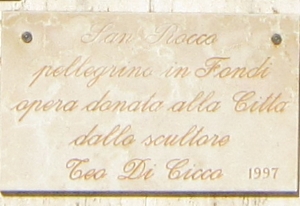 San Rocco
pellegrino in Fondi
opera donata alla Città
dallo scultore
Teo Di Cicco 1997